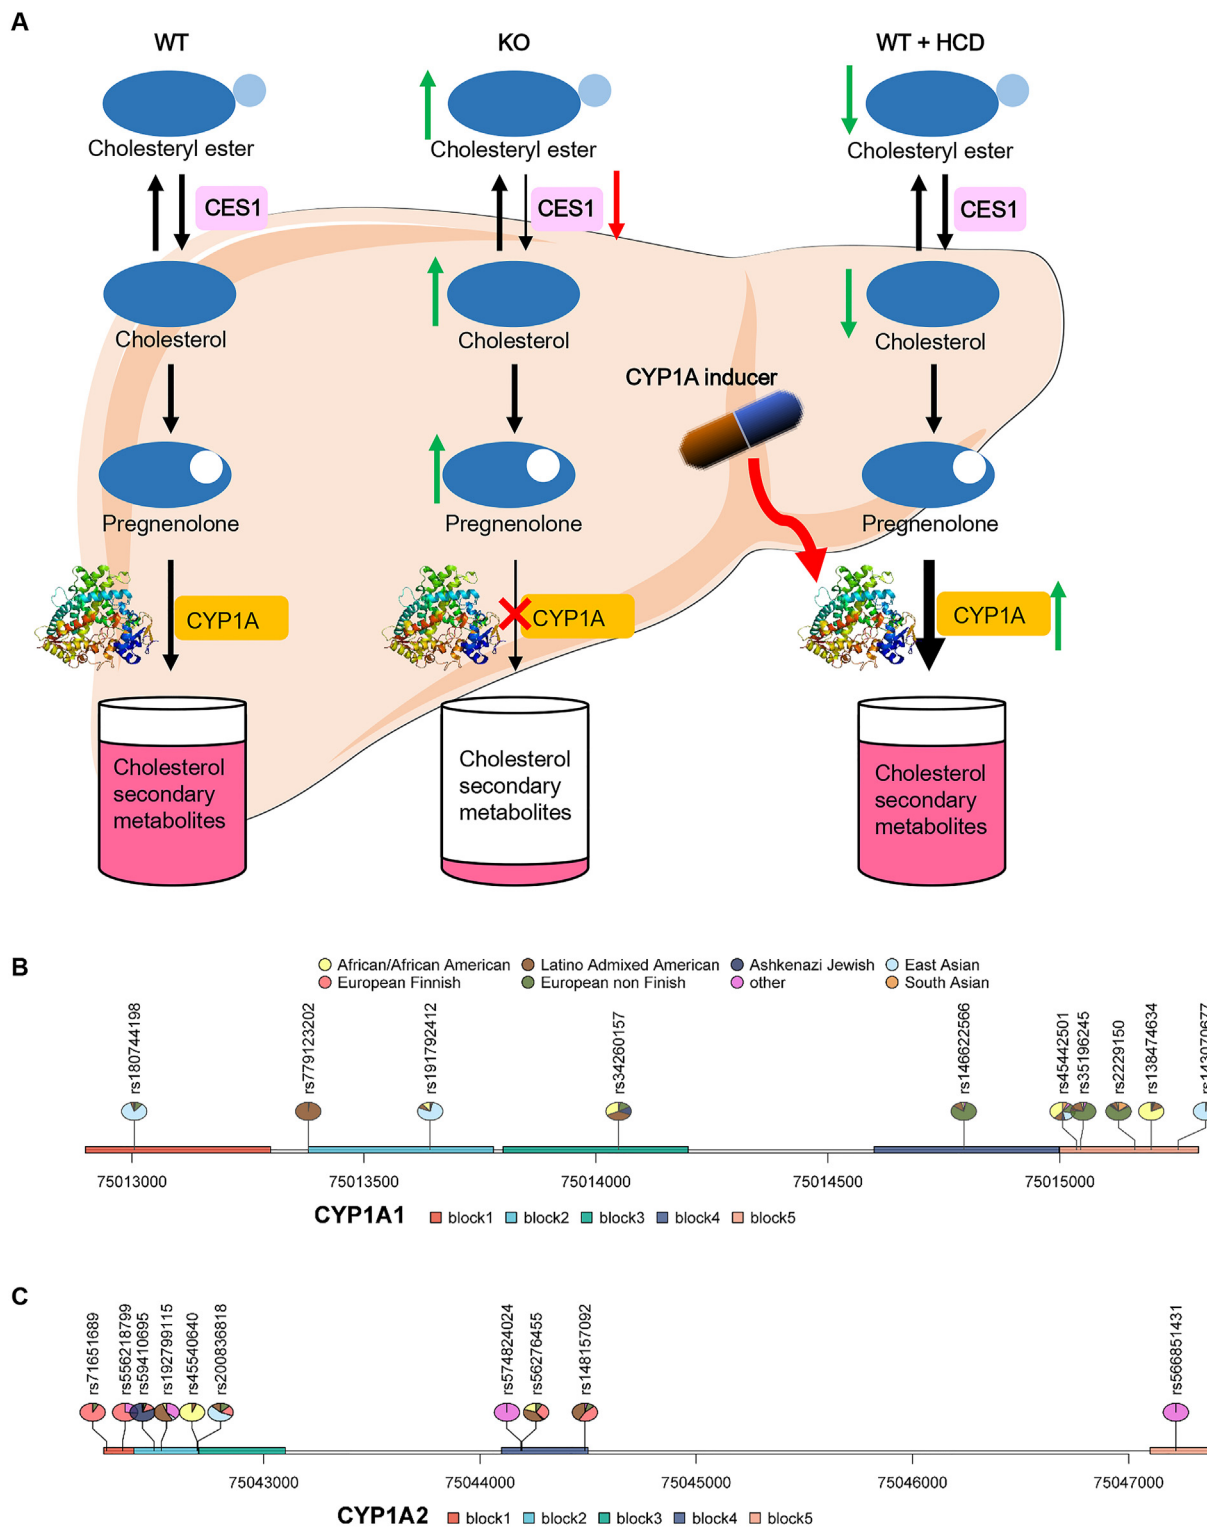 A
WT
KO
WT + HCD
Cholesteryl ester
Cholesteryl ester
Cholesteryl ester
CES1
CES1
CES1
Cholesterol
Cholesterol
Cholesterol
CYP1A inducer
Pregnenolone
Pregnenolone
Pregnenolone
CYP1A
CYP1A
CYP1A
Cholesterol
secondary
metabolites
Cholesterol
secondary
metabolites
Cholesterol
secondary
metabolites
B
African/African American
Latino Admixed American
Ashkenazi Jewish
East Asian
European Finnish
European non Finish
other
South Asian
rs180744198
rs779123202
rs191792412
rs34260157
rs146622566
rs45442501
rs35196245
rs2229150
rs138474634
rs143070677
75013000
75013500
75014000
75014500
75015000
CYP1A1
block1
block2
block3
block4
block5
C
rs71651689
rs556218799
rs59410695
rs192799115
rs45540640
rs200836818
rs574824024
rs56276455
rs148157092
rs566851431
75043000
75044000
75045000
75046000
75047000
CYP1A2
block1
block2
block3
block4
block5